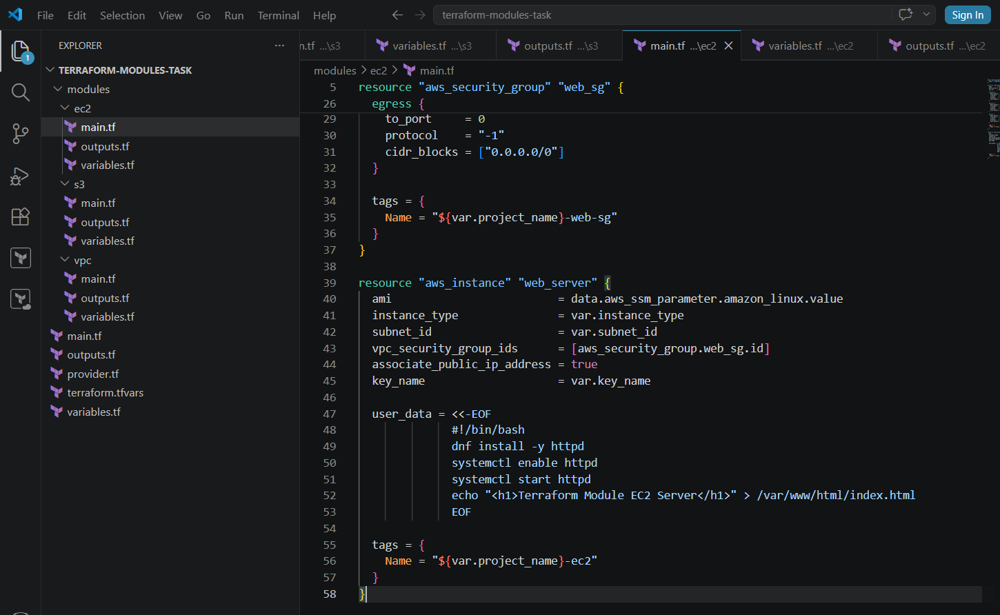 File Edit Selection View Go Run Terminal Help
terraform-modules-task
Sign In
EXPLORER
1
TERRAFORM-MODULES-TASK
modules
ec2
main.tf
outputs.tf
variables.tf
s3
main.tf
outputs.tf
variables.tf
vpc
main.tf
outputs.tf
variables.tf
main.tf
outputs.tf
provider.tf
terraform.tfvars
variables.tf
n.tf ...\s3 variables.tf ...\s3 outputs.tf ...\s3 main.tf ...\ec2 variables.tf ...\ec2 outputs.tf ...\ec2
modules > ec2 > main.tf
5 resource "aws_security_group" "web_sg" {
26 egress {
29 to_port = 0
30 protocol = "-1"
31 cidr_blocks = ["0.0.0.0/0"]
32 }
33
34 tags = {
35 Name = "${var.project_name}-web-sg"
36 }
37 }
38
39 resource "aws_instance" "web_server" {
40 ami = data.aws_ssm_parameter.amazon_linux.value
41 instance_type = var.instance_type
42 subnet_id = var.subnet_id
43 vpc_security_group_ids = [aws_security_group.web_sg.id]
44 associate_public_ip_address = true
45 key_name = var.key_name
46
47 user_data = <<-EOF
48 #!/bin/bash
49 dnf install -y httpd
50 systemctl enable httpd
51 systemctl start httpd
52 echo "<h1>Terraform Module EC2 Server</h1>" > /var/www/html/index.html
53 EOF
54
55 tags = {
56 Name = "${var.project_name}-ec2"
57 }
58 }